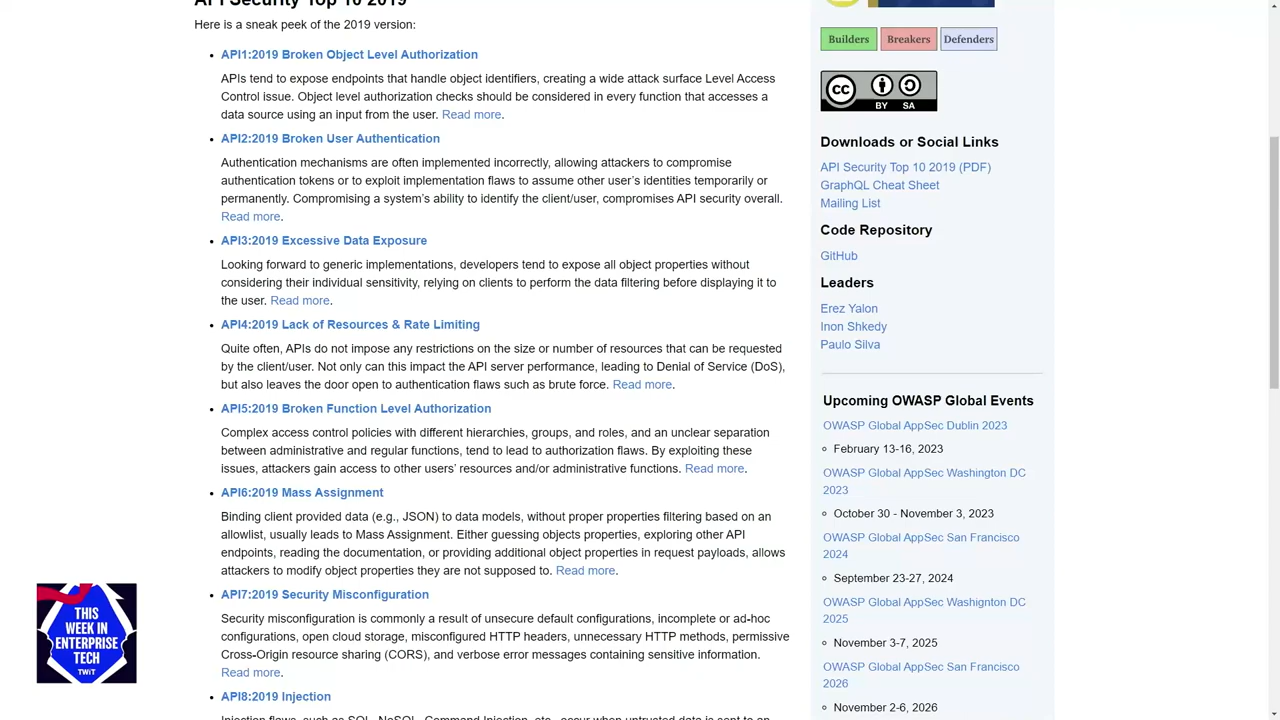 API Security Top 10 2019
Here is a sneak peek of the 2019 version:
API1:2019 Broken Object Level Authorization
APIs tend to expose endpoints that handle object identifiers, creating a wide attack surface Level Access
Control issue. Object level authorization checks should be considered in every function that accesses a
data source using an input from the user. Read more.
API2:2019 Broken User Authentication
Authentication mechanisms are often implemented incorrectly, allowing attackers to compromise
authentication tokens or to exploit implementation flaws to assume other user's identities temporarily or
permanently. Compromising a system's ability to identify the client/user, compromises API security overall.
Read more.
API3:2019 Excessive Data Exposure
Looking forward to generic implementations, developers tend to expose all object properties without
considering their individual sensitivity, relying on clients to perform the data filtering before displaying it to
the user. Read more.
API4:2019 Lack of Resources & Rate Limiting
Quite often, APIs do not impose any restrictions on the size or number of resources that can be requested
by the client/user. Not only can this impact the API server performance, leading to Denial of Service (DoS),
but also leaves the door open to authentication flaws such as brute force. Read more.
API5:2019 Broken Function Level Authorization
Complex access control policies with different hierarchies, groups, and roles, and an unclear separation
between administrative and regular functions, tend to lead to authorization flaws. By exploiting these
issues, attackers gain access to other users' resources and/or administrative functions. Read more.
API6:2019 Mass Assignment
Binding client provided data (e.g., JSON) to data models, without proper properties filtering based on an
allowlist, usually leads to Mass Assignment. Either guessing objects properties, exploring other API
endpoints, reading the documentation, or providing additional object properties in request payloads, allows
attackers to modify object properties they are not supposed to. Read more.
API7:2019 Security Misconfiguration
Security misconfiguration is commonly a result of unsecure default configurations, incomplete or ad-hoc
configurations, open cloud storage, misconfigured HTTP headers, unnecessary HTTP methods, permissive
Cross-Origin resource sharing (CORS), and verbose error messages containing sensitive information.
Read more.
API8:2019 Injection
Injection flaws, such as SQL, NoSQL, Command Injection, etc., occur when untrusted data is sent to an
Builders Breakers Defenders
CC BY SA
Downloads or Social Links
API Security Top 10 2019 (PDF)
GraphQL Cheat Sheet
Mailing List
Code Repository
GitHub
Leaders
Erez Yalon
Inon Shkedy
Paulo Silva
Upcoming OWASP Global Events
OWASP Global AppSec Dublin 2023
February 13-16, 2023
OWASP Global AppSec Washington DC
2023
October 30 - November 3, 2023
OWASP Global AppSec San Francisco
2024
September 23-27, 2024
OWASP Global AppSec Washignton DC
2025
November 3-7, 2025
OWASP Global AppSec San Francisco
2026
November 2-6, 2026
THIS
WEEK IN
ENTERPRISE
TECH
TWiT